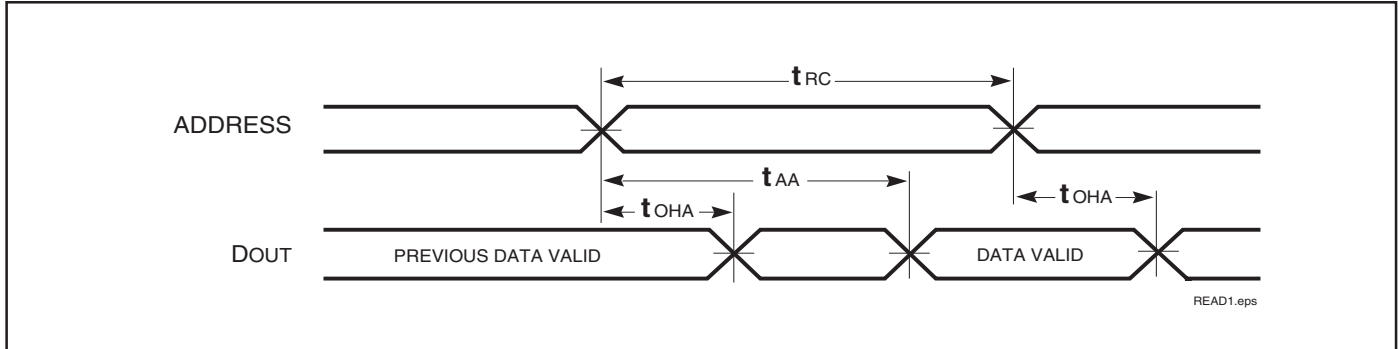 tRC
ADDRESS
tAA
tOHA
tOHA
DOUT
PREVIOUS DATA VALID
DATA VALID
READ1.eps